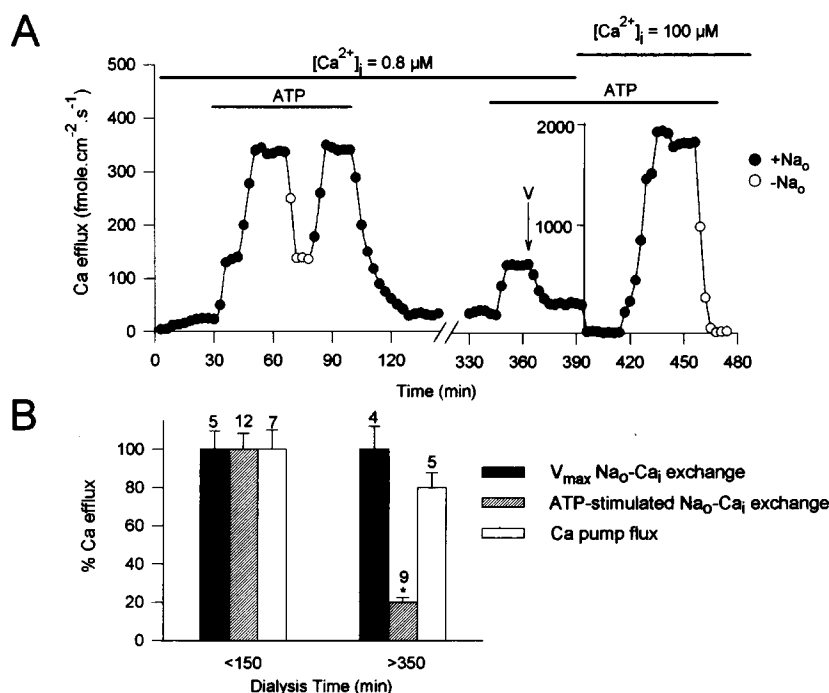 A
[Ca²⁺]ᵢ = 0.8 µM
[Ca²⁺]ᵢ = 100 µM
ATP
ATP
Ca efflux (fmole.cm⁻².s⁻¹)
500
400
300
200
100
0
2000
1000
V
+Naₒ
-Naₒ
0 30 60 90 120 330 360 390 420 450 480
Time (min)
B
% Ca efflux
100
80
60
40
20
0
5 12 7
4 9 5
*
<150 >350
Dialysis Time (min)
Vmax Naₒ-Caᵢ exchange
ATP-stimulated Naₒ-Caᵢ exchange
Ca pump flux